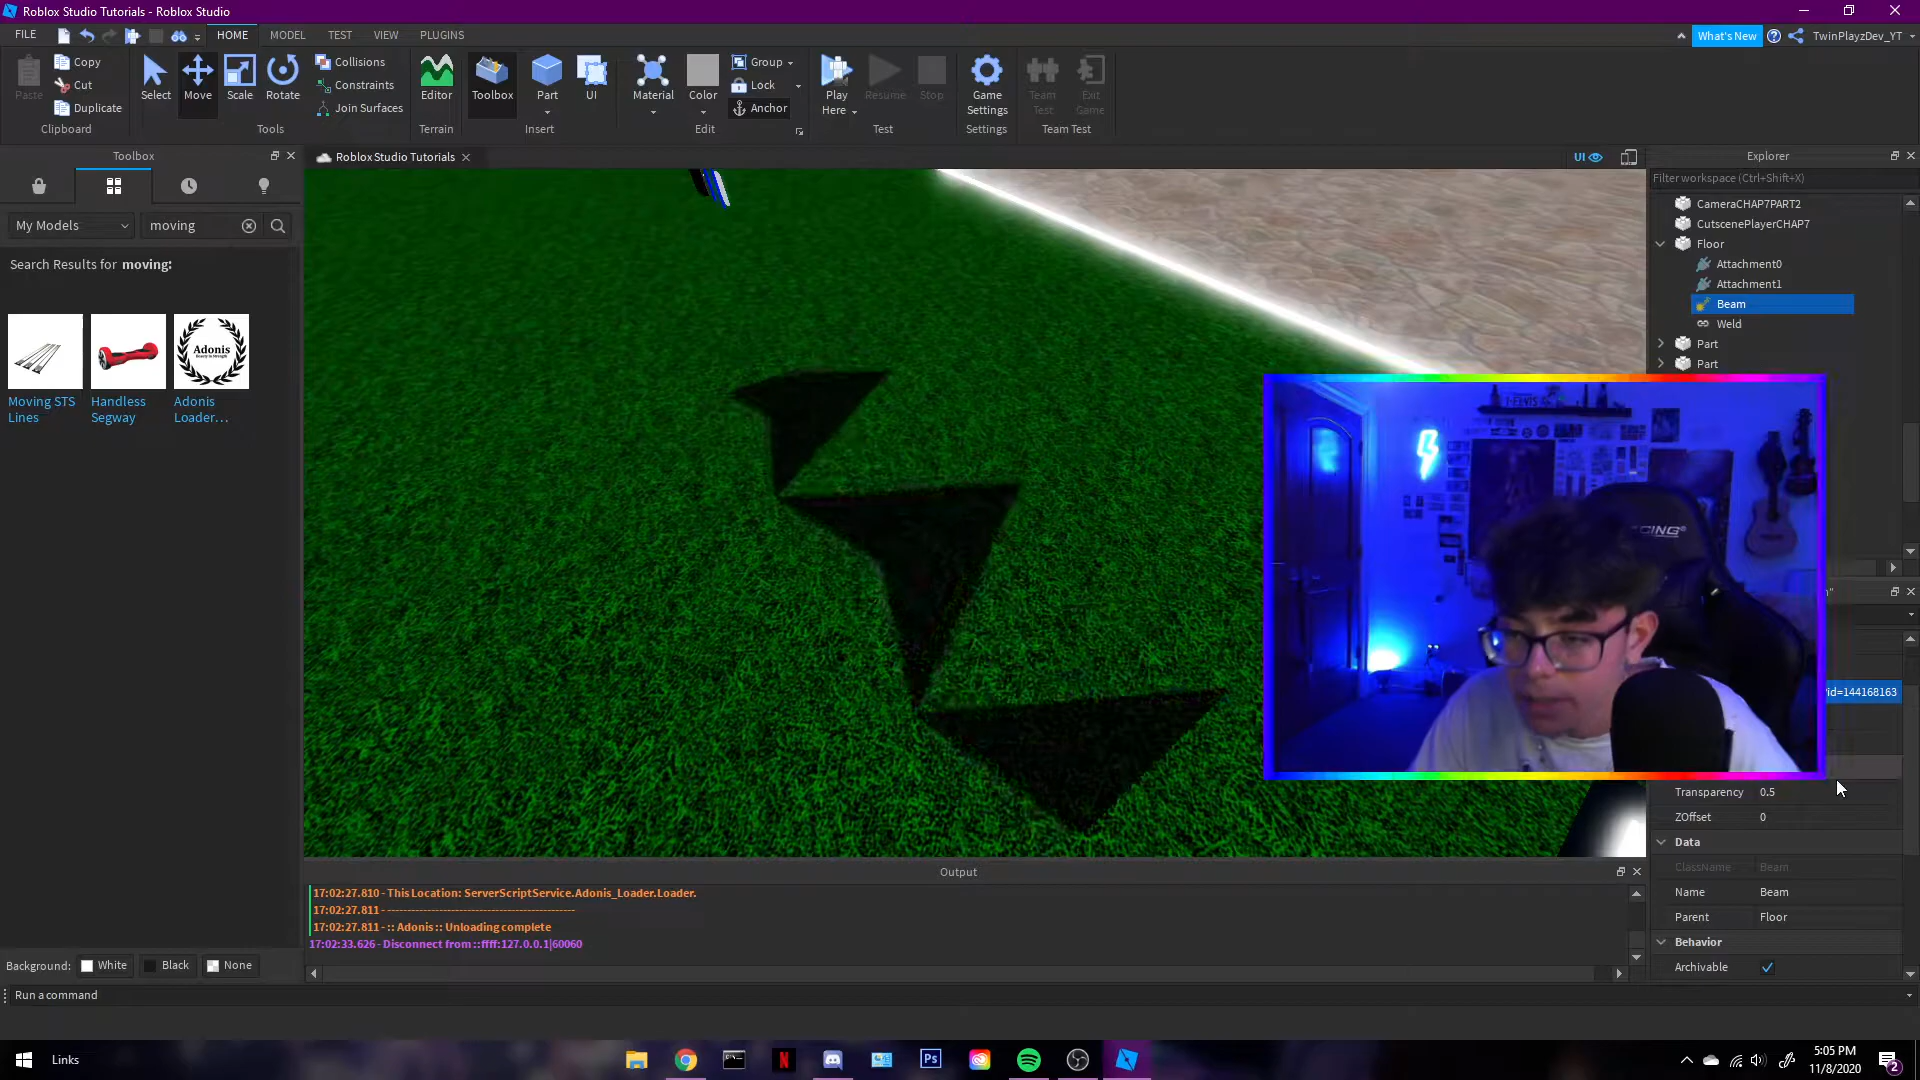 Roblox Studio Tutorials - Roblox Studio
FILE
HOME
MODEL
TEST
VIEW
PLUGINS
What's New
TwinPlayzDev_YT
Paste
Copy
Cut
Duplicate
Clipboard
Select
Move
Scale
Rotate
Collisions
Constraints
Join Surfaces
Tools
Editor
Terrain
Toolbox
Part
UI
Insert
Material
Color
Group
Lock
Anchor
Edit
Play
Here
Resume
Stop
Test
Game
Settings
Settings
Team
Test
Exit
Game
Team Test
Toolbox
Roblox Studio Tutorials
UI
Explorer
My Models
moving
Search Results for moving:
Adonis
Moving STS
Lines
Handless
Segway
Adonis
Loader...
Background:
White
Black
None
Filter workspace (Ctrl+Shift+X)
CameraCHAP7PART2
CutscenePlayerCHAP7
Floor
Attachment0
Attachment1
Beam
Weld
Part
Part
id=144168163
Transparency 0.5
ZOffset 0
Data
ClassName Beam
Name Beam
Parent Floor
Behavior
Archivable
Output
17:02:27.810 - This Location: ServerScriptService.Adonis_Loader.Loader.
17:02:27.811 - ------------------------------------------------
17:02:27.811 - :: Adonis :: Unloading complete
17:02:33.626 - Disconnect from ::ffff:127.0.0.1|60060
Run a command
Links
5:05 PM
11/8/2020
2